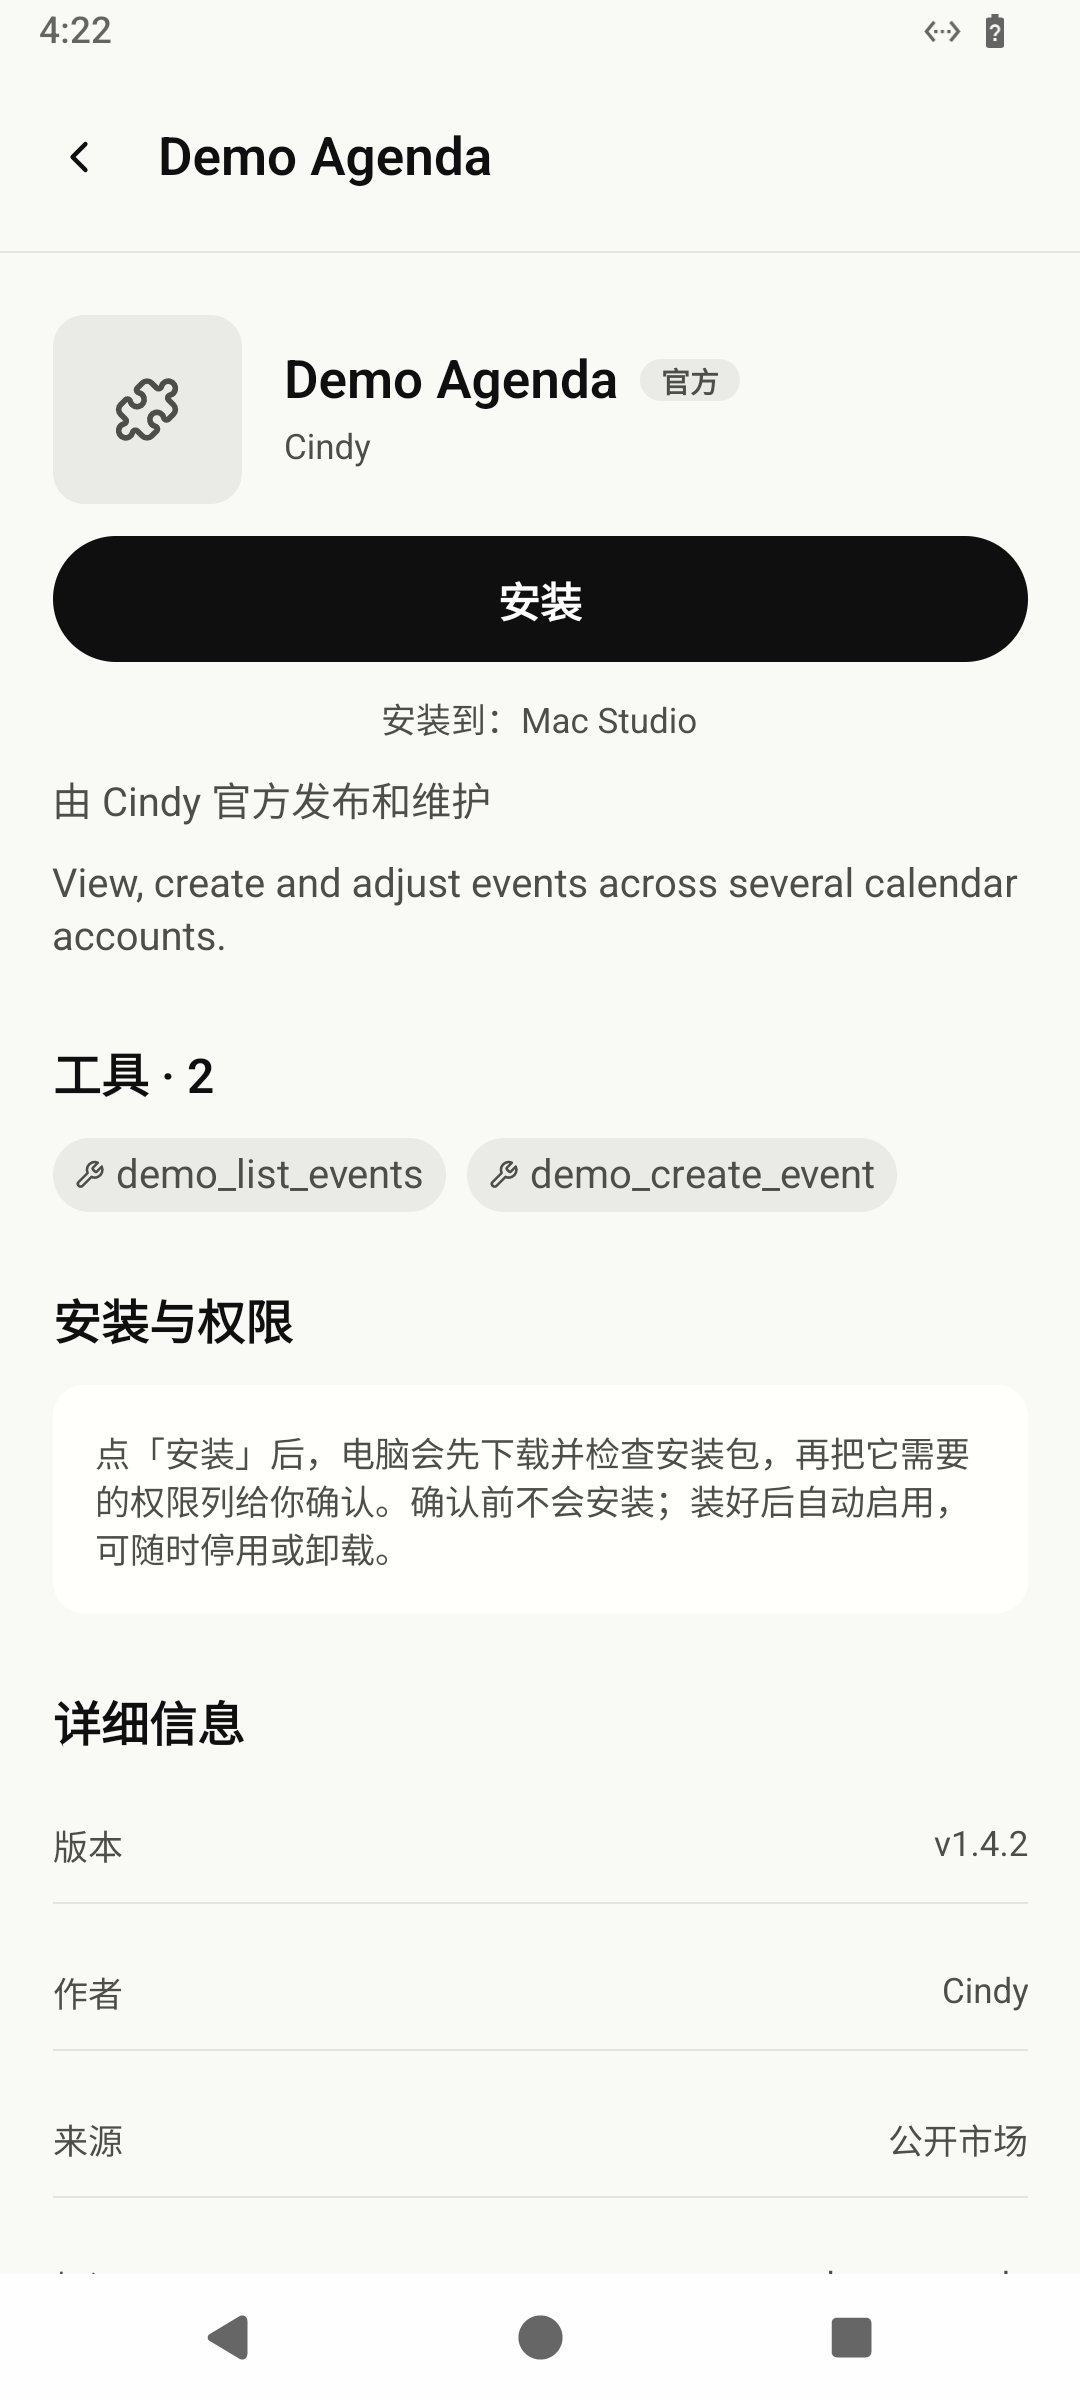 4:22
Demo Agenda
Demo Agenda 官方
Cindy
安装
安装到：Mac Studio
由 Cindy 官方发布和维护
View, create and adjust events across several calendar
accounts.
工具 · 2
demo_list_events demo_create_event
安装与权限
点「安装」后，电脑会先下载并检查安装包，再把它需要
的权限列给你确认。确认前不会安装；装好后自动启用，
可随时停用或卸载。
详细信息
版本 v1.4.2
作者 Cindy
来源 公开市场